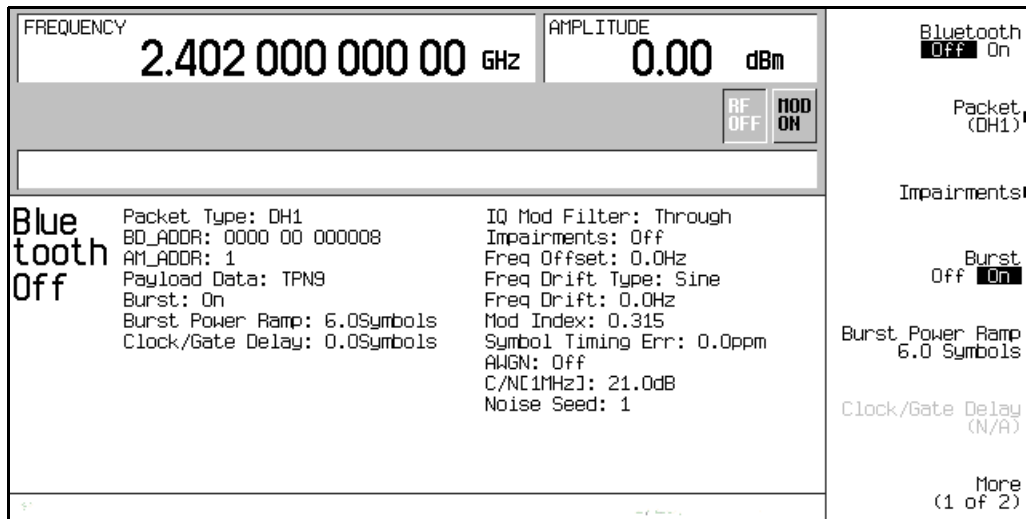 FREQUENCY
2.402 000 000 00 GHz
AMPLITUDE
0.00 dBm
RF OFF
MOD ON
Blue
tooth
Off
Packet Type: DH1
BD_ADDR: 0000 00 000008
AM_ADDR: 1
Payload Data: TPN9
Burst: On
Burst Power Ramp: 6.0Symbols
Clock/Gate Delay: 0.0Symbols
IQ Mod Filter: Through
Impairments: Off
Freq Offset: 0.0Hz
Freq Drift Type: Sine
Freq Drift: 0.0Hz
Mod Index: 0.315
Symbol Timing Err: 0.0ppm
AWGN: Off
C/N[1MHz]: 21.0dB
Noise Seed: 1
Bluetooth
Off On
Packet
(DH1)
Impairments
Burst
Off On
Burst Power Ramp
6.0 Symbols
Clock/Gate Delay
(N/A)
More
(1 of 2)